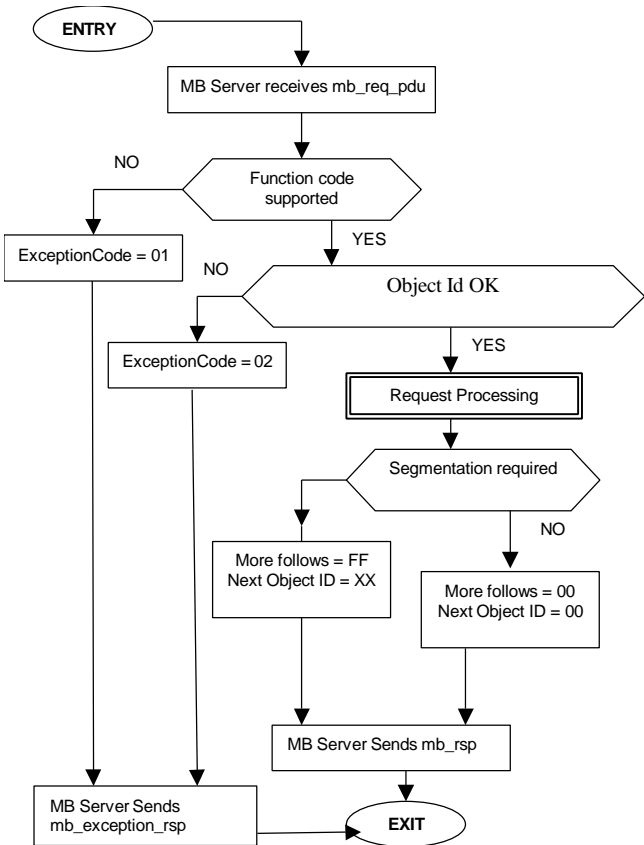 ENTRY
MB Server receives mb_req_pdu
NO
Function code
supported
YES
ExceptionCode = 01
NO
Object Id OK
YES
ExceptionCode = 02
Request Processing
Segmentation required
NO
More follows = FF
Next Object ID = XX
More follows = 00
Next Object ID = 00
MB Server Sends mb_rsp
MB Server Sends
mb_exception_rsp
EXIT